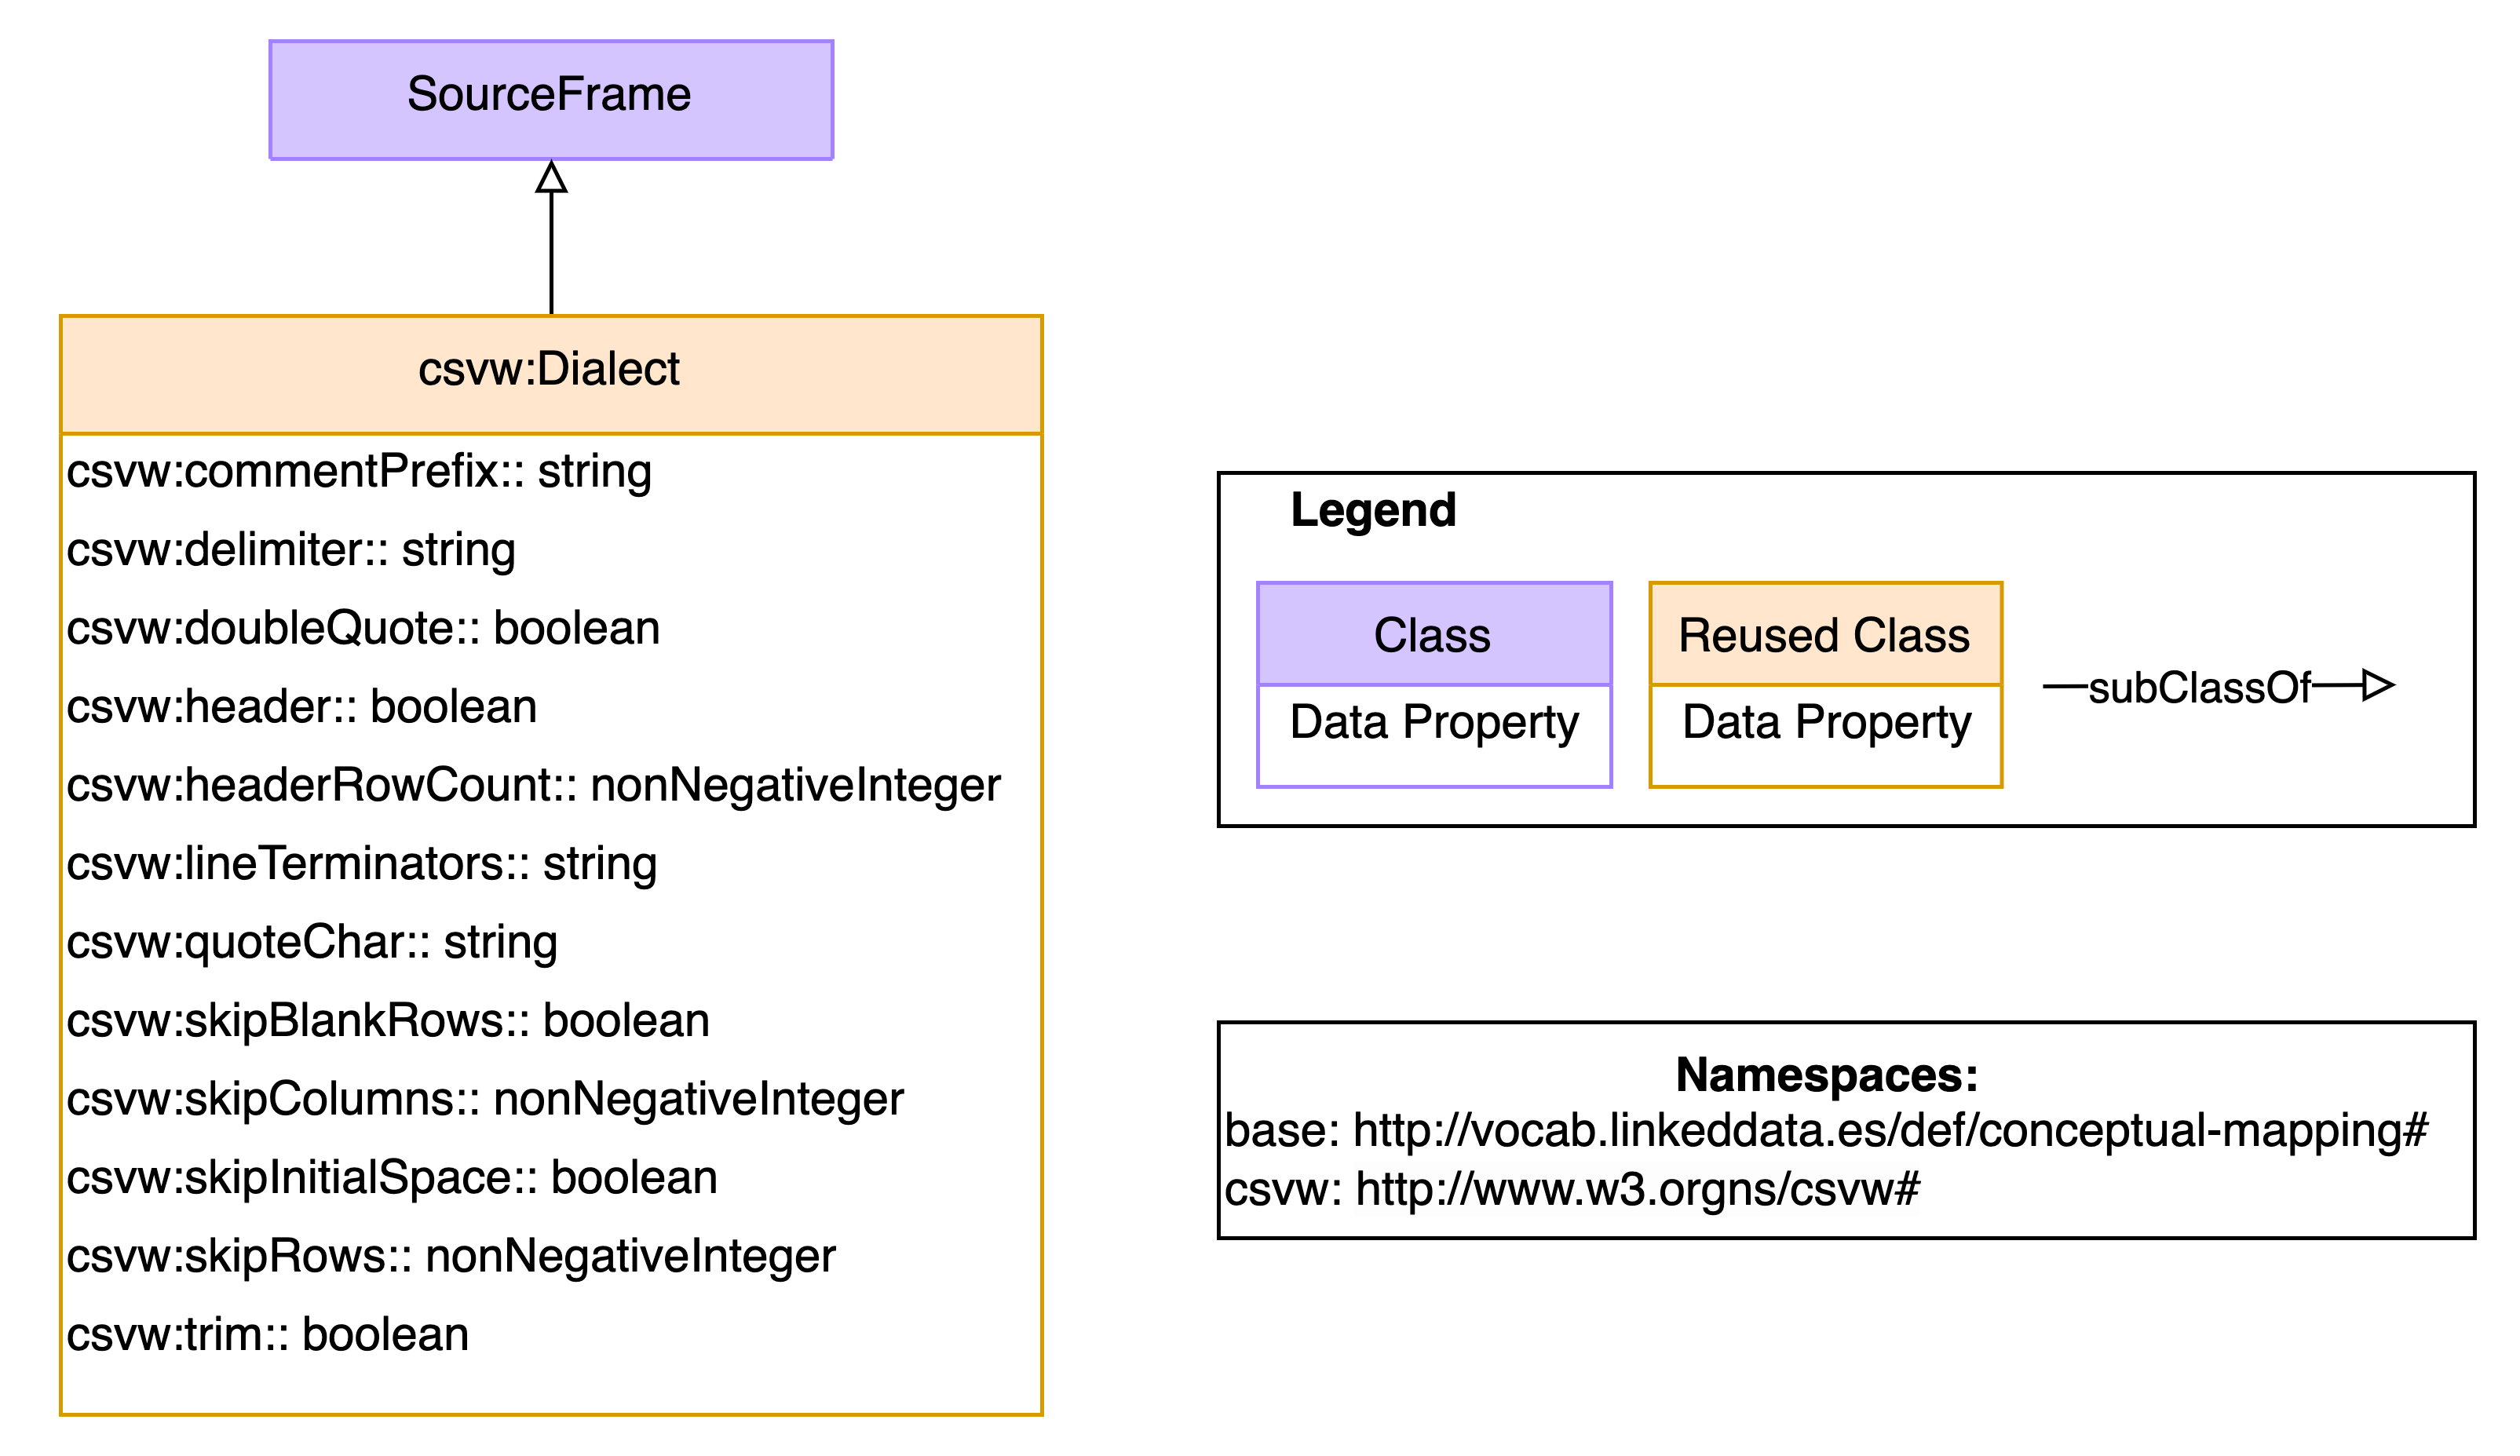 SourceFrame
csvw:Dialect
csvw:commentPrefix:: string
csvw:delimiter:: string
csvw:doubleQuote:: boolean
csvw:header:: boolean
csvw:headerRowCount:: nonNegativeInteger
csvw:lineTerminators:: string
csvw:quoteChar:: string
csvw:skipBlankRows:: boolean
csvw:skipColumns:: nonNegativeInteger
csvw:skipInitialSpace:: boolean
csvw:skipRows:: nonNegativeInteger
csvw:trim:: boolean
Legend
Class
Data Property
Reused Class
Data Property
subClassOf
Namespaces:
base: http://vocab.linkeddata.es/def/conceptual-mapping#
csvw: http://www.w3.orgns/csvw#